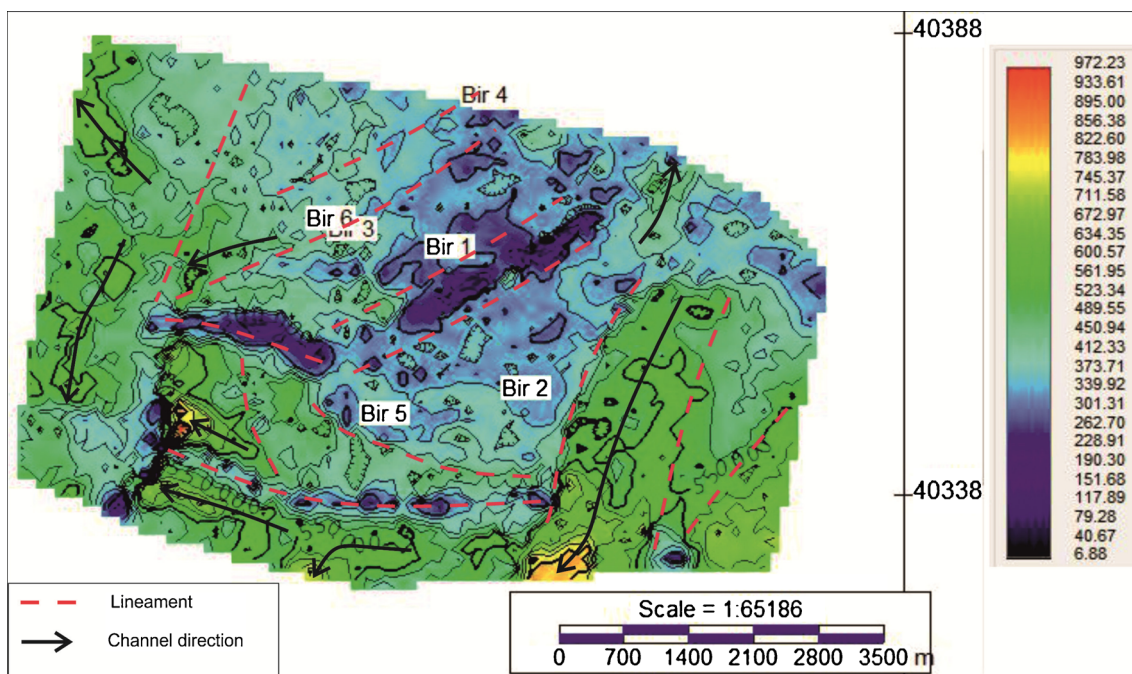 40388
Bir 4
Bir 6
Bir 3
Bir 1
Bir 2
Bir 5
40338
972.23
933.61
895.00
856.38
822.60
783.98
745.37
711.58
672.97
634.35
600.57
561.95
523.34
489.55
450.94
412.33
373.71
339.92
301.31
262.70
228.91
190.30
151.68
117.89
79.28
40.67
6.88
Lineament
Channel direction
Scale = 1:65186
0 700 1400 2100 2800 3500 m